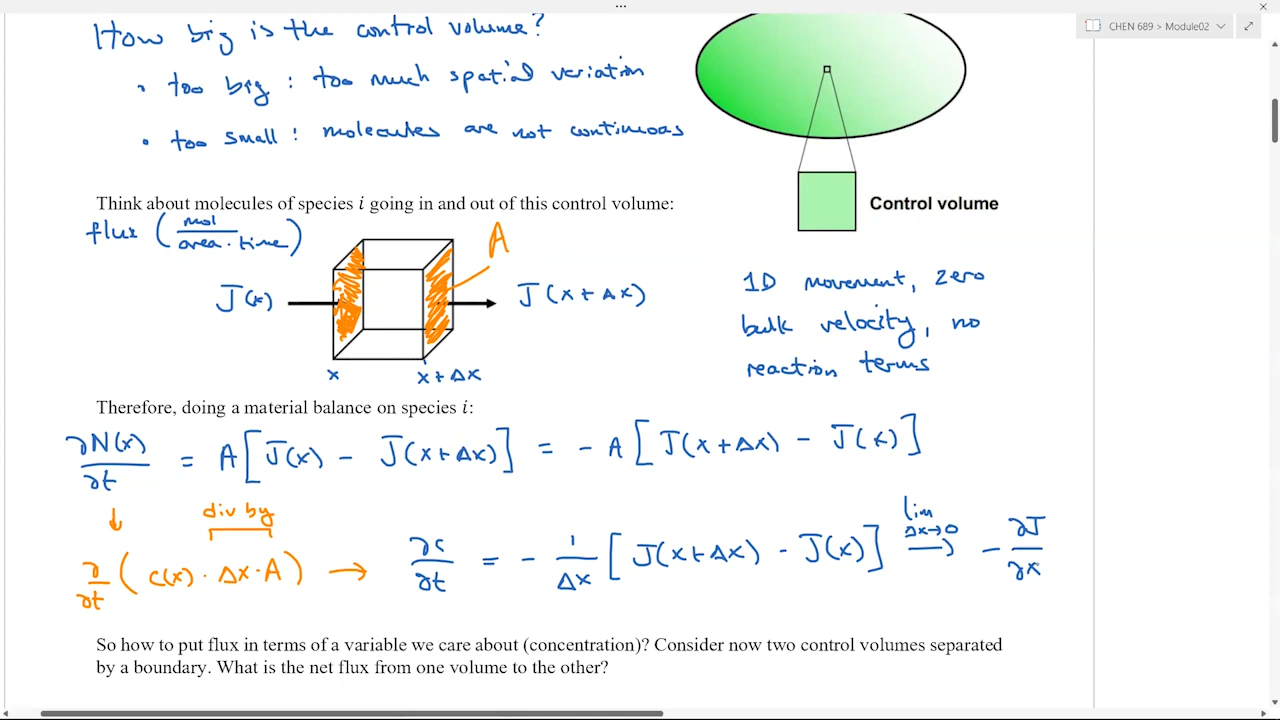 CHEN 689 > Module02
How big is the control volume?
• too big : too much spatial variation
• too small : molecules are not continuous
Control volume
Think about molecules of species i going in and out of this control volume:
flux (mol / area · time)
A
J(x)
J(x+Δx)
x
x+Δx
1D movement, zero
bulk velocity, no
reaction terms
Therefore, doing a material balance on species i:
∂N(x)/∂t = A[J(x) - J(x+Δx)] = -A[J(x+Δx) - J(x)]
↓ div by
∂/∂t (c(x) · Δx · A) → ∂c/∂t = - 1/Δx [J(x+Δx) - J(x)] lim Δx→0 → - ∂J/∂x
So how to put flux in terms of a variable we care about (concentration)? Consider now two control volumes separated
by a boundary. What is the net flux from one volume to the other?